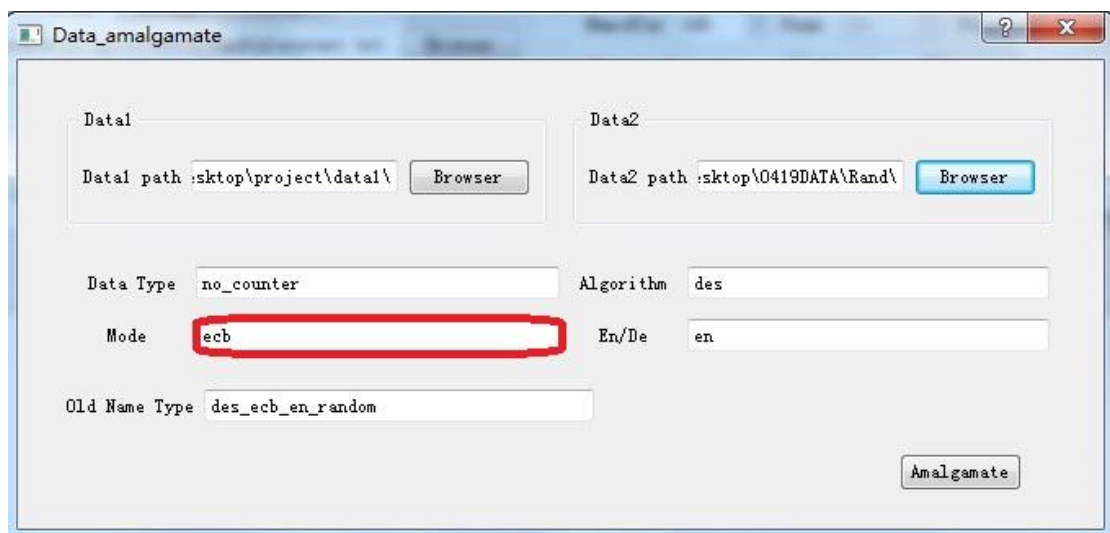 Data_amalgamate
Data1 Data2
Data1 path sktop\project\data1\ Browser Data2 path sktop\0419DATA\Rand\ Browser
Data Type no_counter Algorithm des
Mode ecb En/De en
Old Name Type des_ecb_en_random
Amalgamate